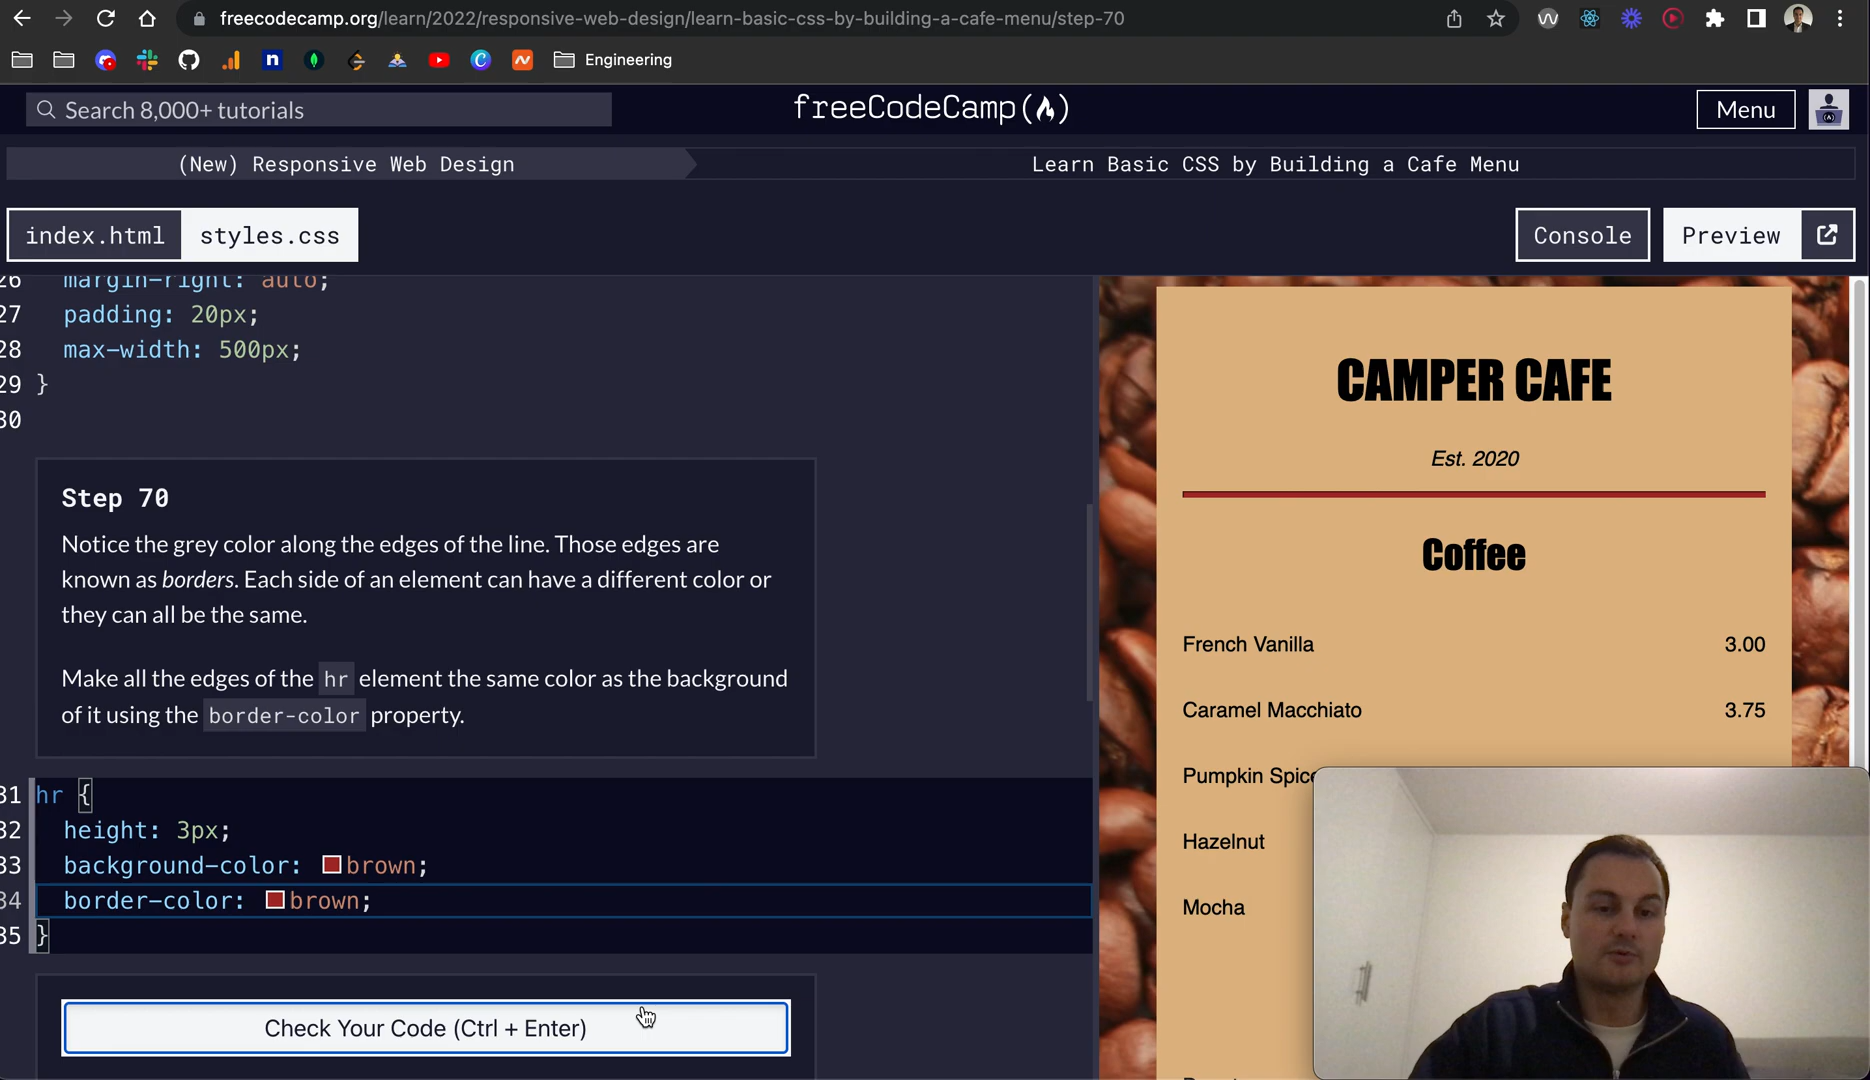 freecodecamp.org/learn/2022/responsive-web-design/learn-basic-css-by-building-a-cafe-menu/step-70
Engineering
Search 8,000+ tutorials
freeCodeCamp
Menu
(New) Responsive Web Design
Learn Basic CSS by Building a Cafe Menu
index.html
styles.css
Console
Preview
26 margin-right: auto;
27 padding: 20px;
28 max-width: 500px;
29 }
30
Step 70
Notice the grey color along the edges of the line. Those edges are
known as borders. Each side of an element can have a different color or
they can all be the same.
Make all the edges of the hr element the same color as the background
of it using the border-color property.
31 hr {
32 height: 3px;
33 background-color: brown;
34 border-color: brown;
35 }
Check Your Code (Ctrl + Enter)
CAMPER CAFE
Est. 2020
Coffee
French Vanilla 3.00
Caramel Macchiato 3.75
Pumpkin Spice
Hazelnut
Mocha